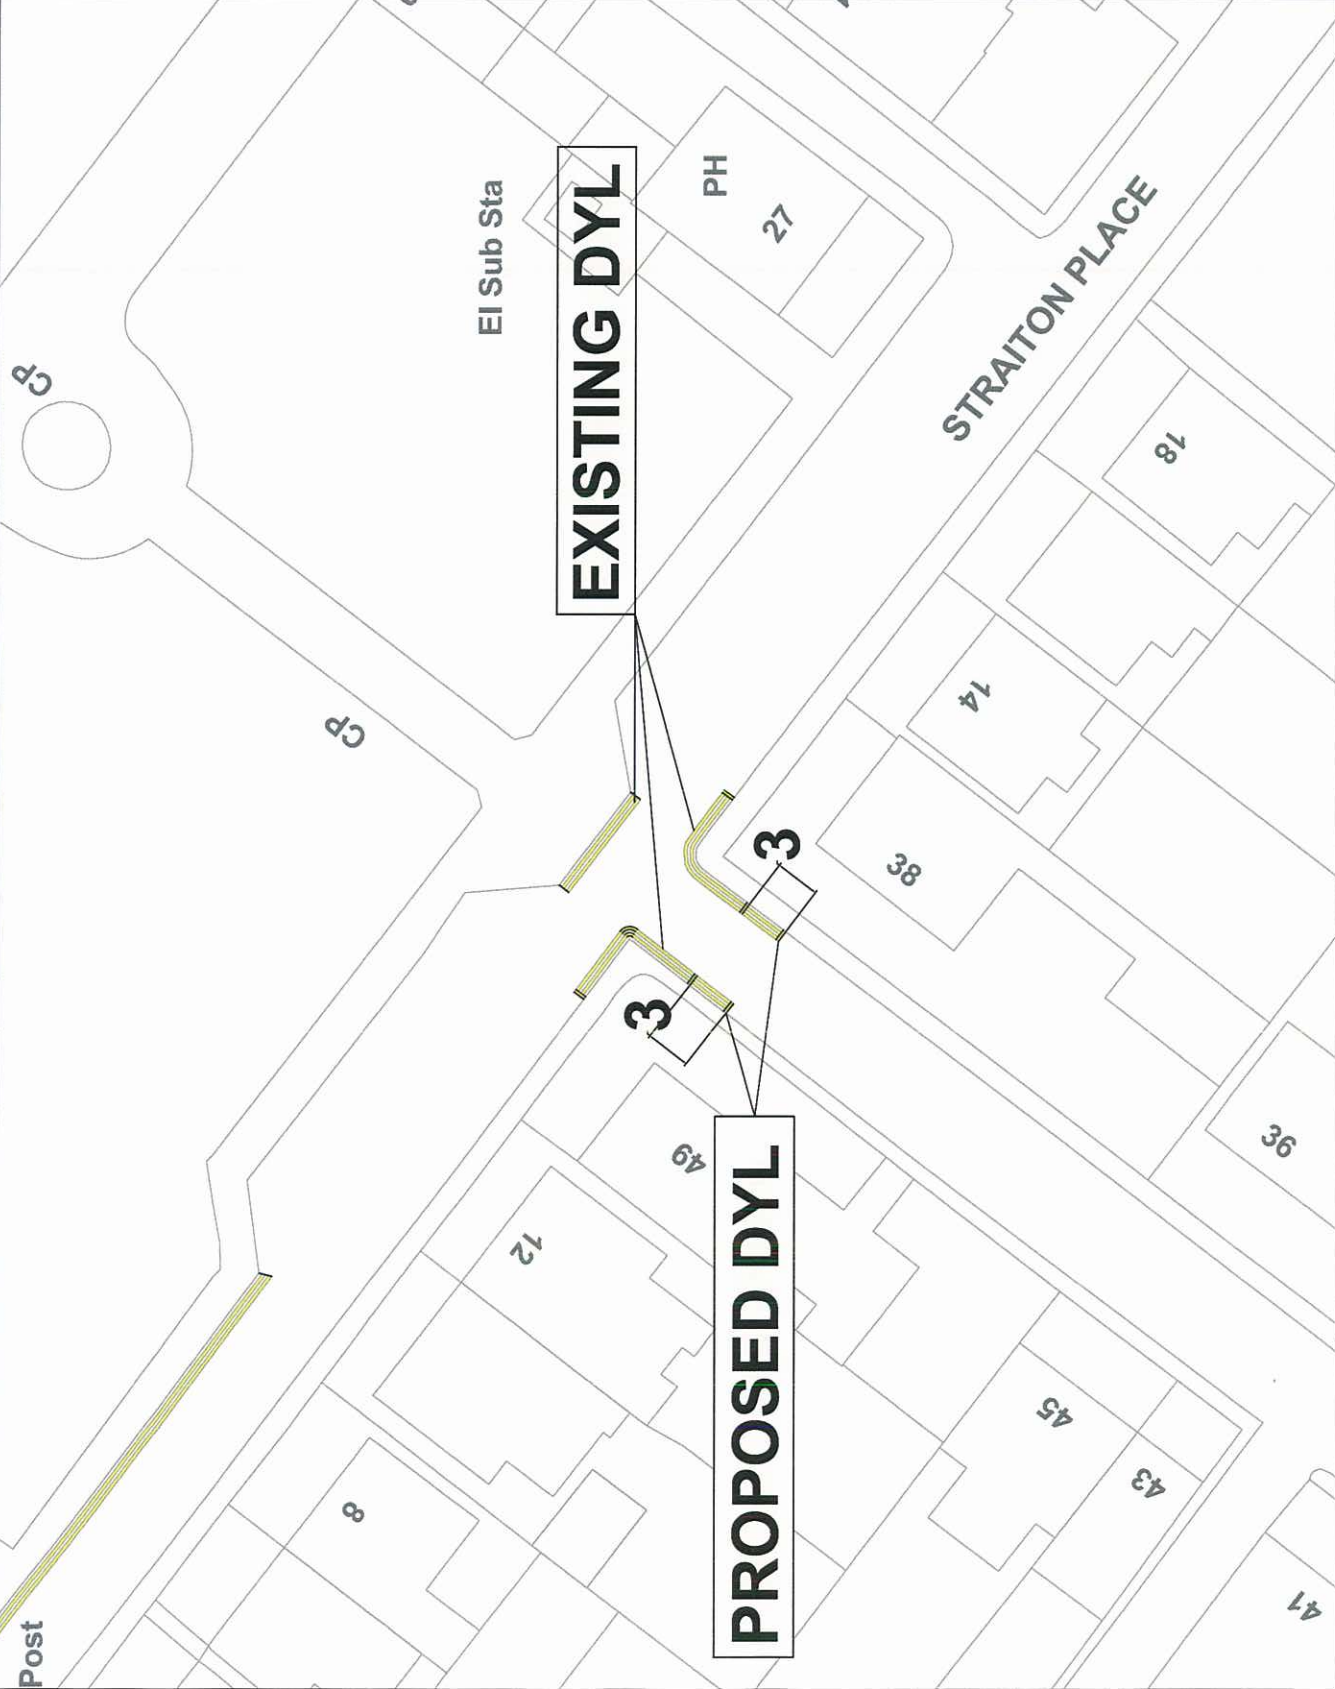 CP
El Sub Sta
EXISTING DYL
PH
27
STRAITON PLACE
18
CP
14
3
38
3
PROPOSED DYL
49
36
12
45
43
8
41
Post